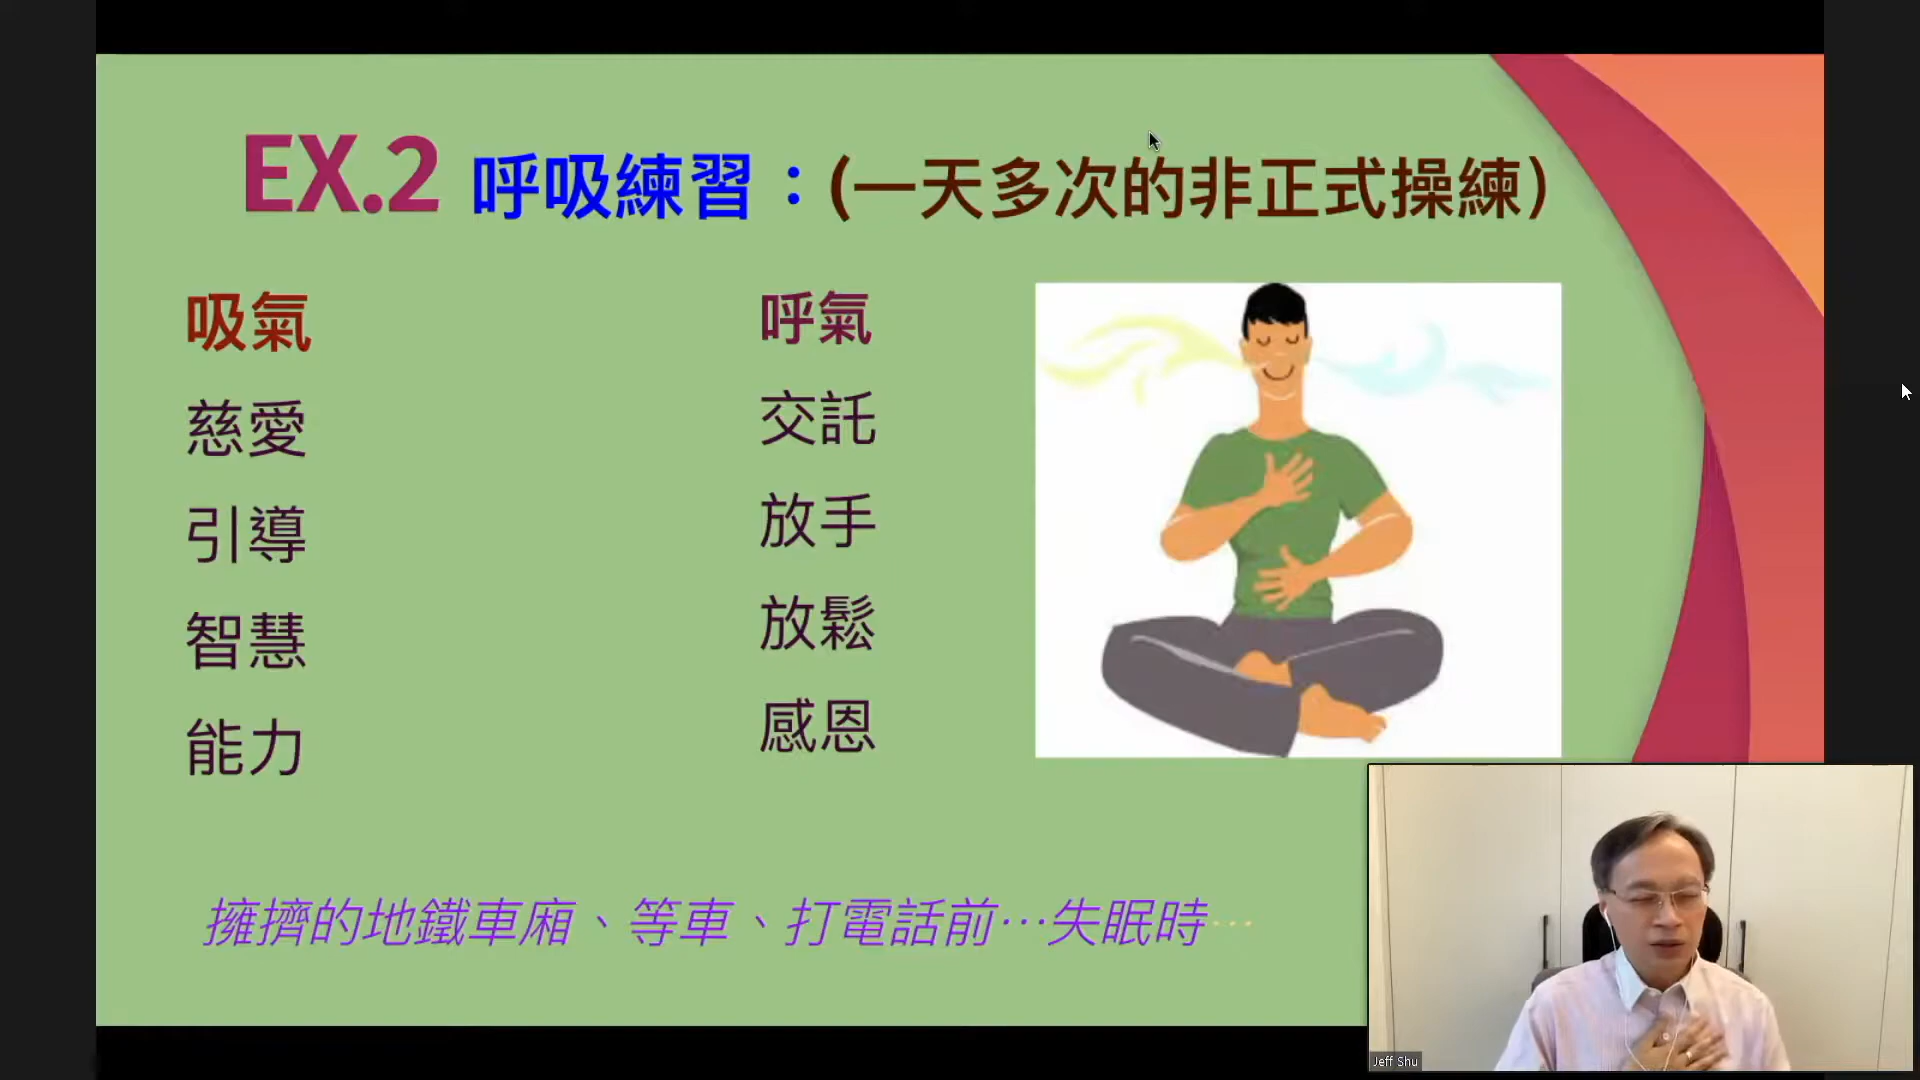 EX.2 呼吸練習：(一天多次的非正式操練)
吸氣
慈愛
引導
智慧
能力
呼氣
交託
放手
放鬆
感恩
擁擠的地鐵車廂、等車、打電話前…失眠時…
Jeff Shu